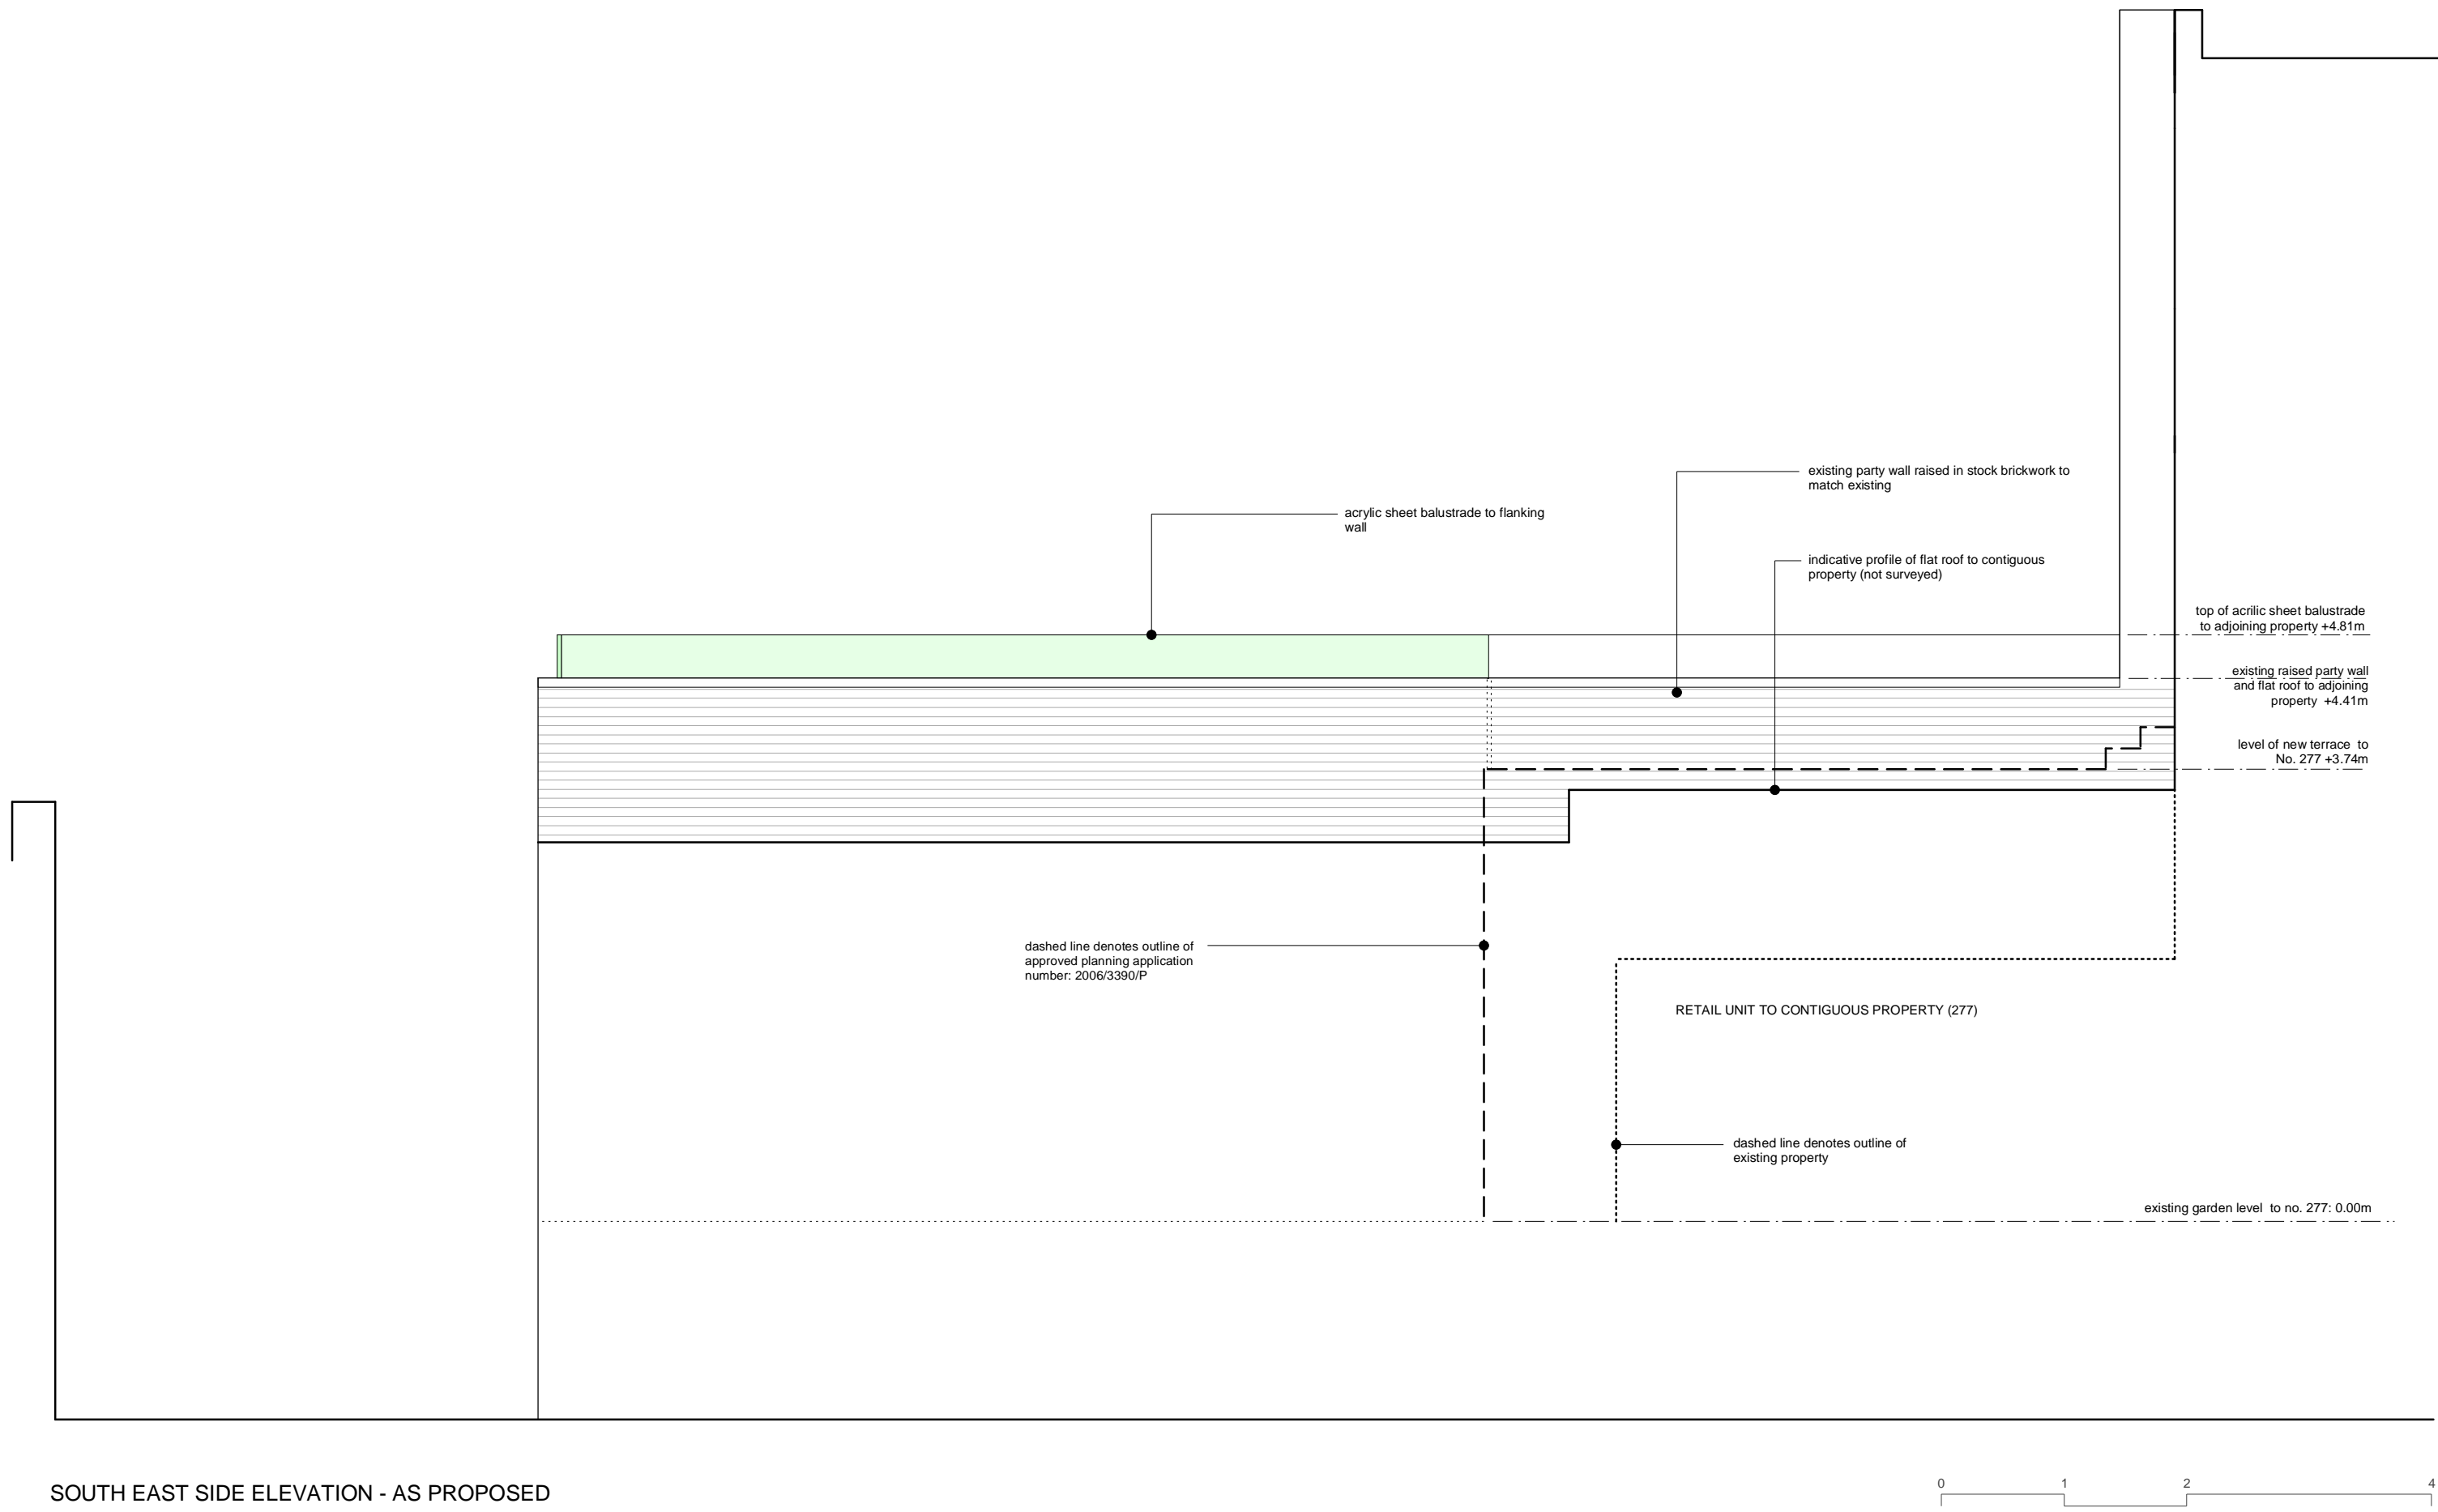 existing party wall raised in stock brickwork to
match existing
acrylic sheet balustrade to flanking
wall
indicative profile of flat roof to contiguous
property (not surveyed)
top of acrilic sheet balustrade
to adjoining property +4.81m
existing raised party wall
and flat roof to adjoining
property +4.41m
level of new terrace to
No. 277 +3.74m
dashed line denotes outline of
approved planning application
number: 2006/3390/P
RETAIL UNIT TO CONTIGUOUS PROPERTY (277)
dashed line denotes outline of
existing property
existing garden level to no. 277: 0.00m
SOUTH EAST SIDE ELEVATION - AS PROPOSED
0 1 2 4